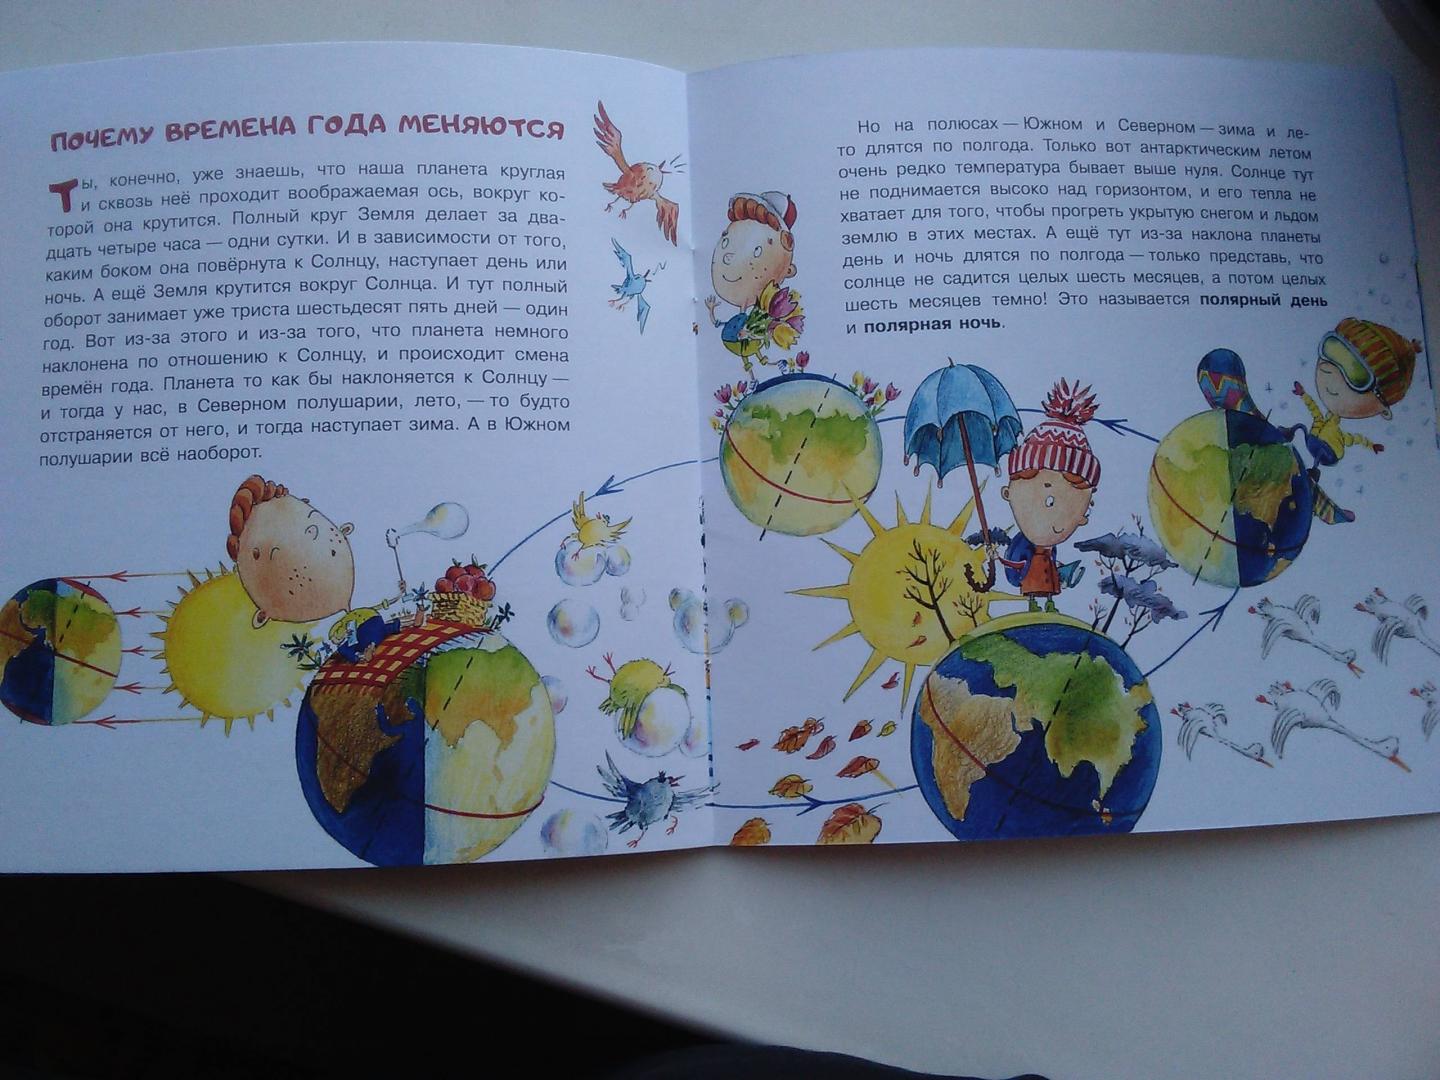 ПОЧЕМУ ВРЕМЕНА ГОДА МЕНЯЮТСЯ
Ты, конечно, уже знаешь, что наша планета круглая
и сквозь неё проходит воображаемая ось, вокруг ко-
торой она крутится. Полный круг Земля делает за два-
дцать четыре часа — одни сутки. И в зависимости от того,
каким боком она повёрнута к Солнцу, наступает день или
ночь. А ещё Земля крутится вокруг Солнца. И тут полный
оборот занимает уже триста шестьдесят пять дней — один
год. Вот из-за этого и из-за того, что планета немного
наклонена по отношению к Солнцу, и происходит смена
времён года. Планета то как бы наклоняется к Солнцу —
и тогда у нас, в Северном полушарии, лето, — то будто
отстраняется от него, и тогда наступает зима. А в Южном
полушарии всё наоборот.
Но на полюсах — Южном и Северном — зима и ле-
то длятся по полгода. Только вот антарктическим летом
очень редко температура бывает выше нуля. Солнце тут
не поднимается высоко над горизонтом, и его тепла не
хватает для того, чтобы прогреть укрытую снегом и льдом
землю в этих местах. А ещё тут из-за наклона планеты
день и ночь длятся по полгода — только представь, что
солнце не садится целых шесть месяцев, а потом целых
шесть месяцев темно! Это называется полярный день
и полярная ночь.